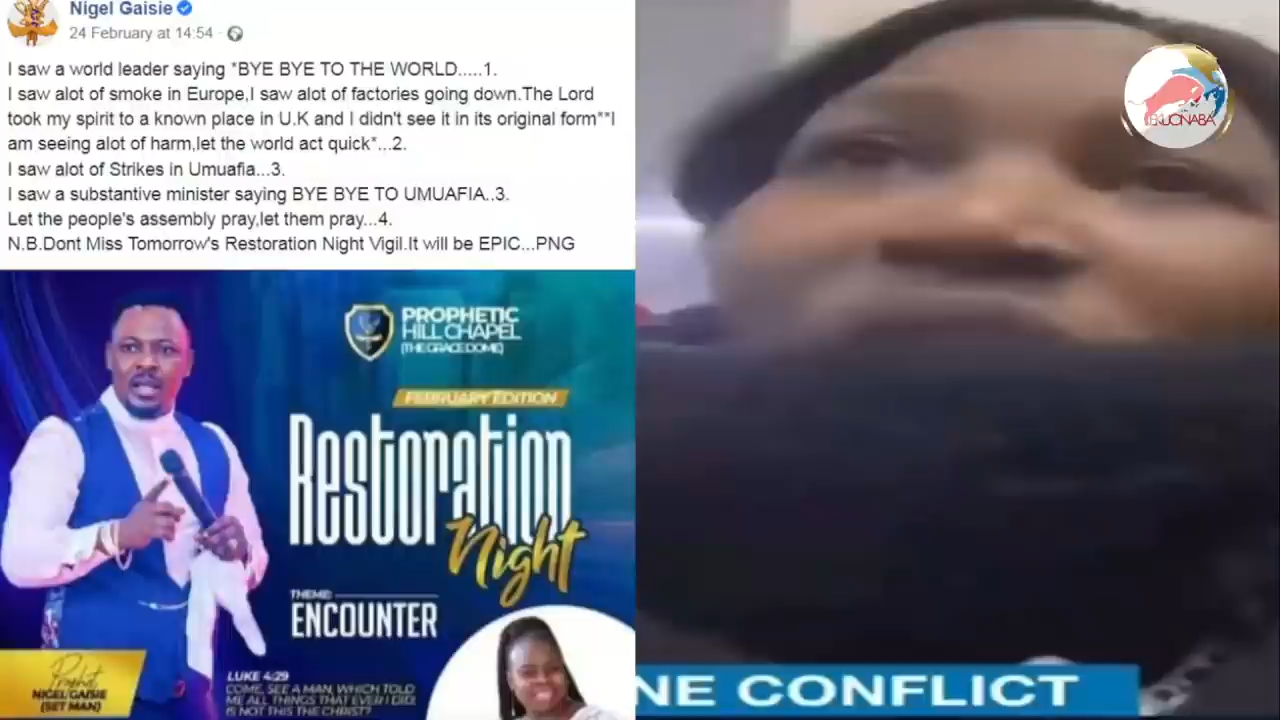 Nigel Gaisie
24 February at 14:54 ·
I saw a world leader saying *BYE BYE TO THE WORLD.....1.
I saw alot of smoke in Europe,I saw alot of factories going down.The Lord
took my spirit to a known place in U.K and I didn't see it in its original form**I
am seeing alot of harm,let the world act quick*...2.
I saw alot of Strikes in Umuafia...3.
I saw a substantive minister saying BYE BYE TO UMUAFIA..3.
Let the people's assembly pray,let them pray...4.
N.B.Dont Miss Tomorrow's Restoration Night Vigil.It will be EPIC...PNG
PROPHETIC
HILL CHAPEL
(THE GRACE DOME)
FEBRUARY EDITION
Restoration
Night
THEME:
ENCOUNTER
Prophet
NIGEL GAISIE
(SET MAN)
LUKE 4:29
COME, SEE A MAN, WHICH TOLD
ME ALL THINGS THAT EVER I DID:
IS NOT THIS THE CHRIST?
NE CONFLICT